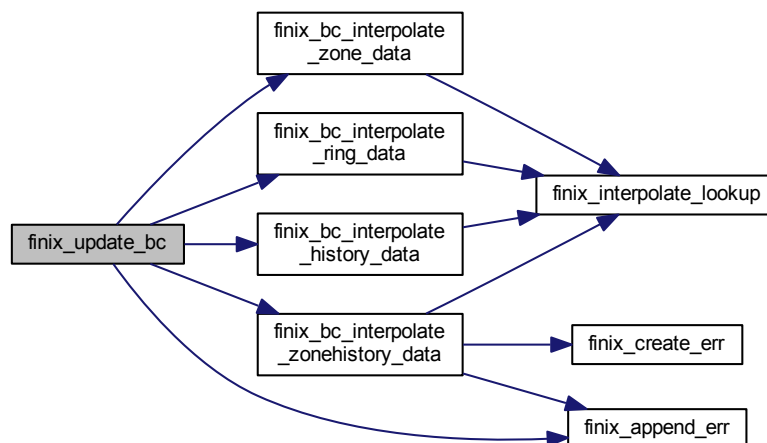 finix_update_bc
finix_bc_interpolate
_zone_data
finix_bc_interpolate
_ring_data
finix_bc_interpolate
_history_data
finix_bc_interpolate
_zonehistory_data
finix_interpolate_lookup
finix_create_err
finix_append_err